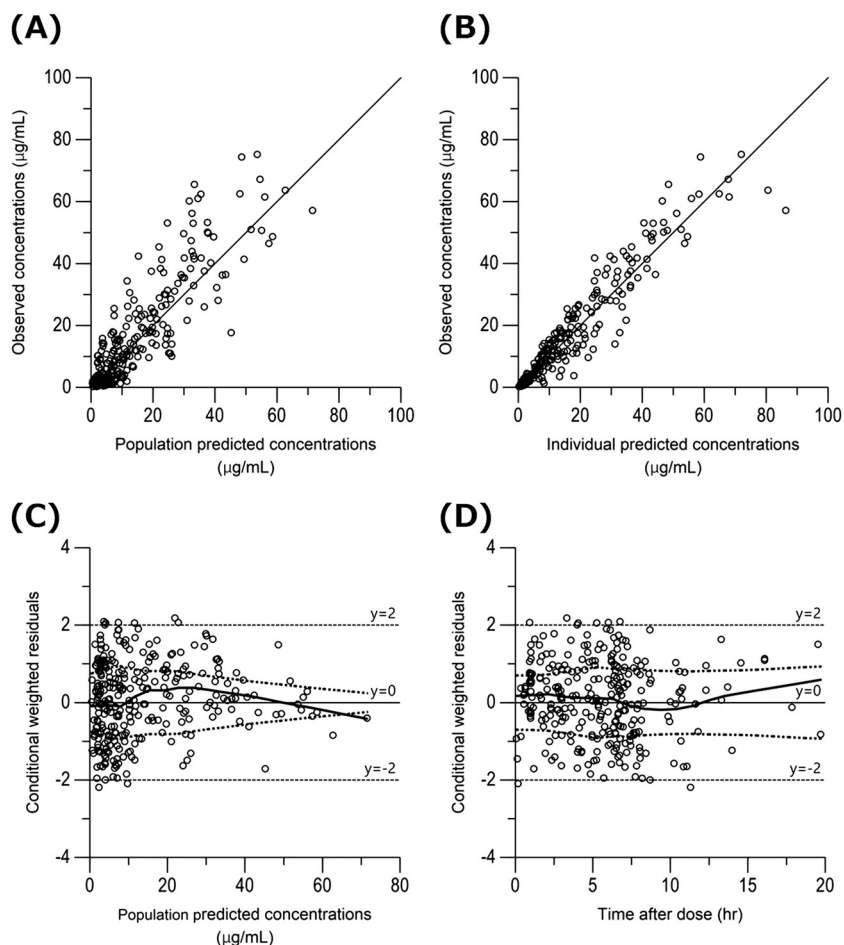 (A)
100
80
60
40
20
0
Observed concentrations (µg/mL)
0 20 40 60 80 100
Population predicted concentrations
(µg/mL)
(B)
100
80
60
40
20
0
Observed concentrations (µg/mL)
0 20 40 60 80 100
Individual predicted concentrations
(µg/mL)
(C)
4
2
0
-2
-4
Conditional weighted residuals
y=2
y=0
y=-2
0 20 40 60 80
Population predicted concentrations
(µg/mL)
(D)
4
2
0
-2
-4
Conditional weighted residuals
y=2
y=0
y=-2
0 5 10 15 20
Time after dose (hr)